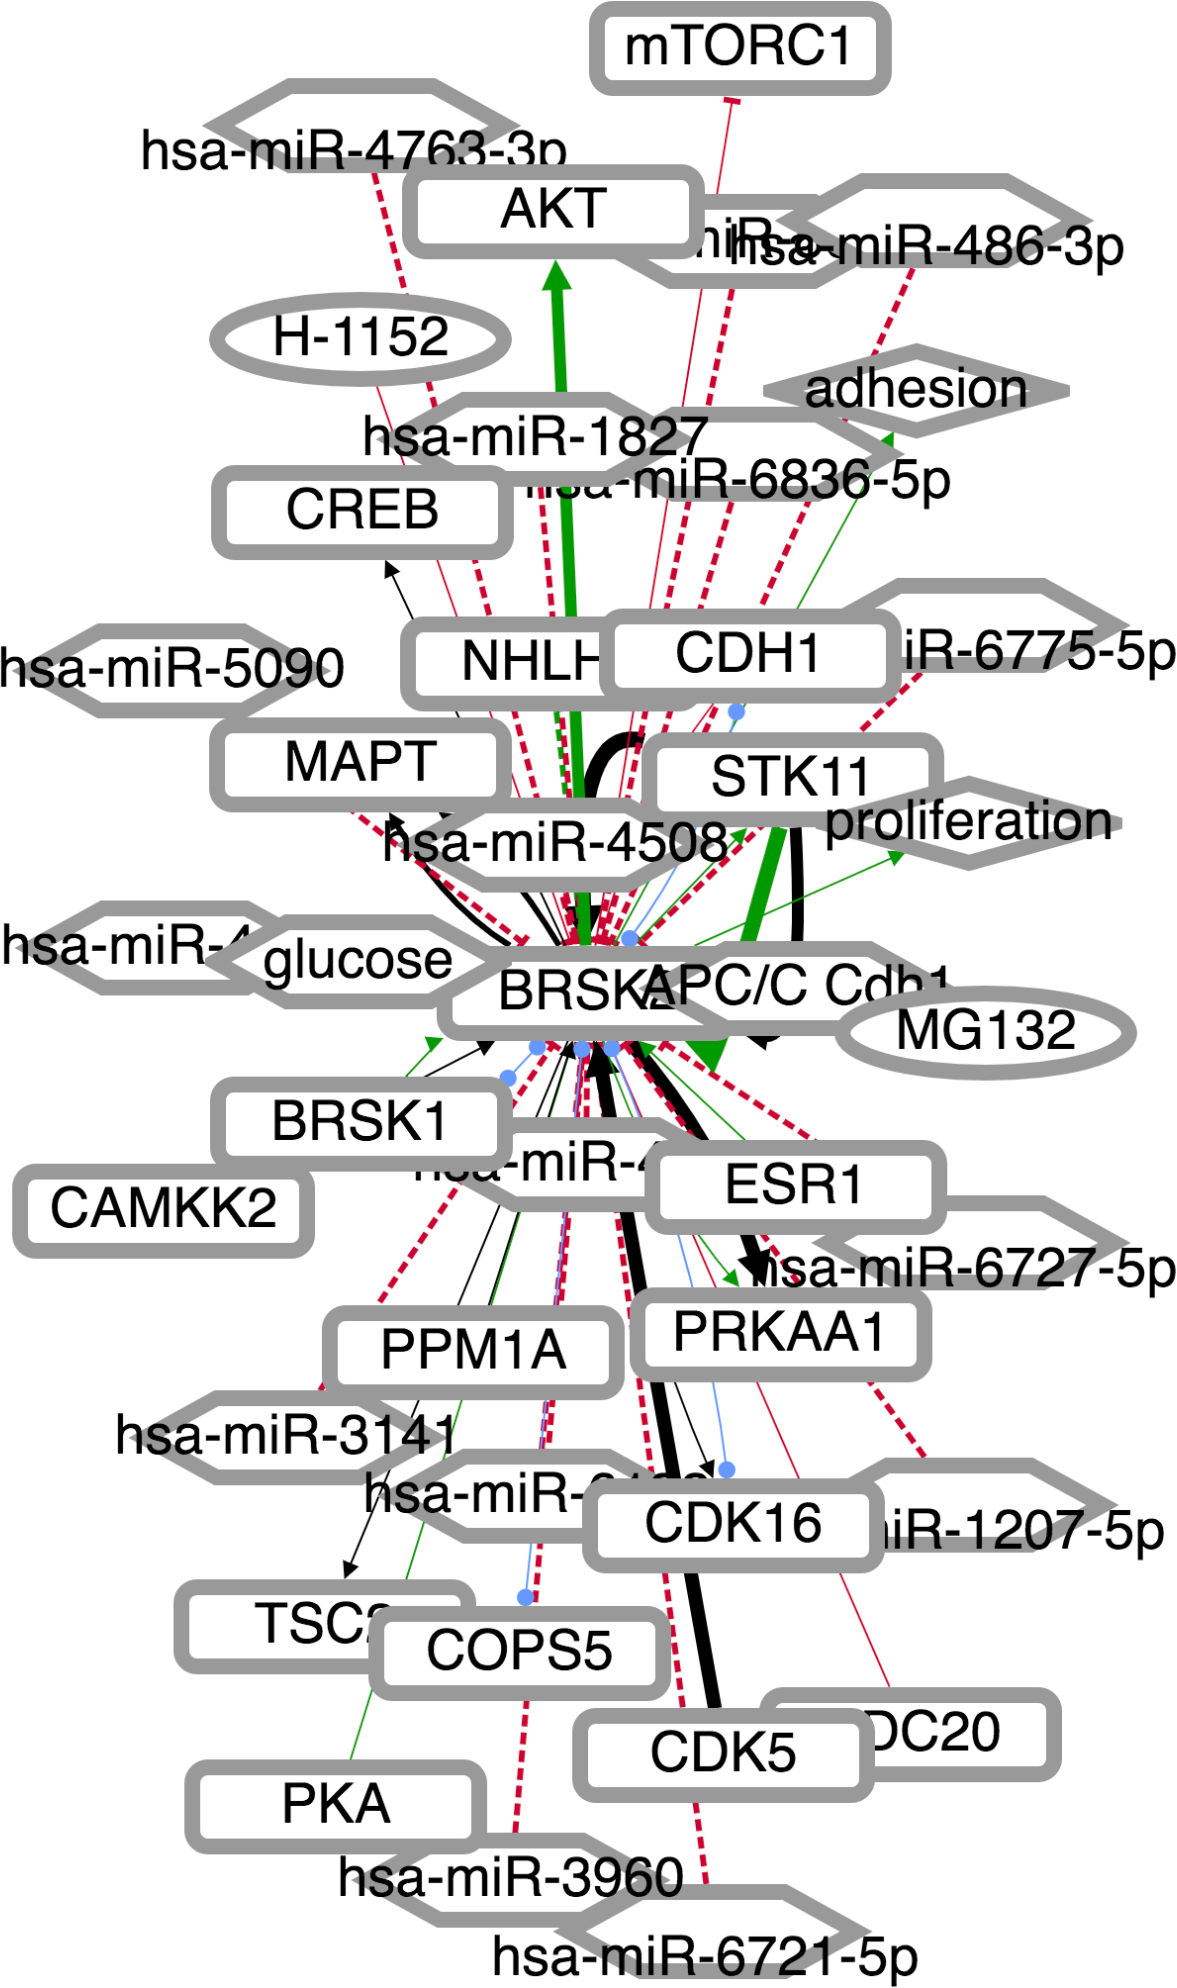 mTORC1
hsa-miR-4763-3p
AKT
hsa-miR-486-3p
H-1152
adhesion
hsa-miR-1827
hsa-miR-6836-5p
CREB
NHLH
CDH1
iR-6775-5p
hsa-miR-5090
MAPT
STK11
proliferation
hsa-miR-4508
hsa-miR-4
glucose
BRSK2
APC/C Cdh1
MG132
BRSK1
hsa-miR-4
ESR1
CAMKK2
hsa-miR-6727-5p
PRKAA1
PPM1A
hsa-miR-3141
hsa-miR-
CDK16
iR-1207-5p
TSC2
COPS5
DC20
CDK5
PKA
hsa-miR-3960
hsa-miR-6721-5p